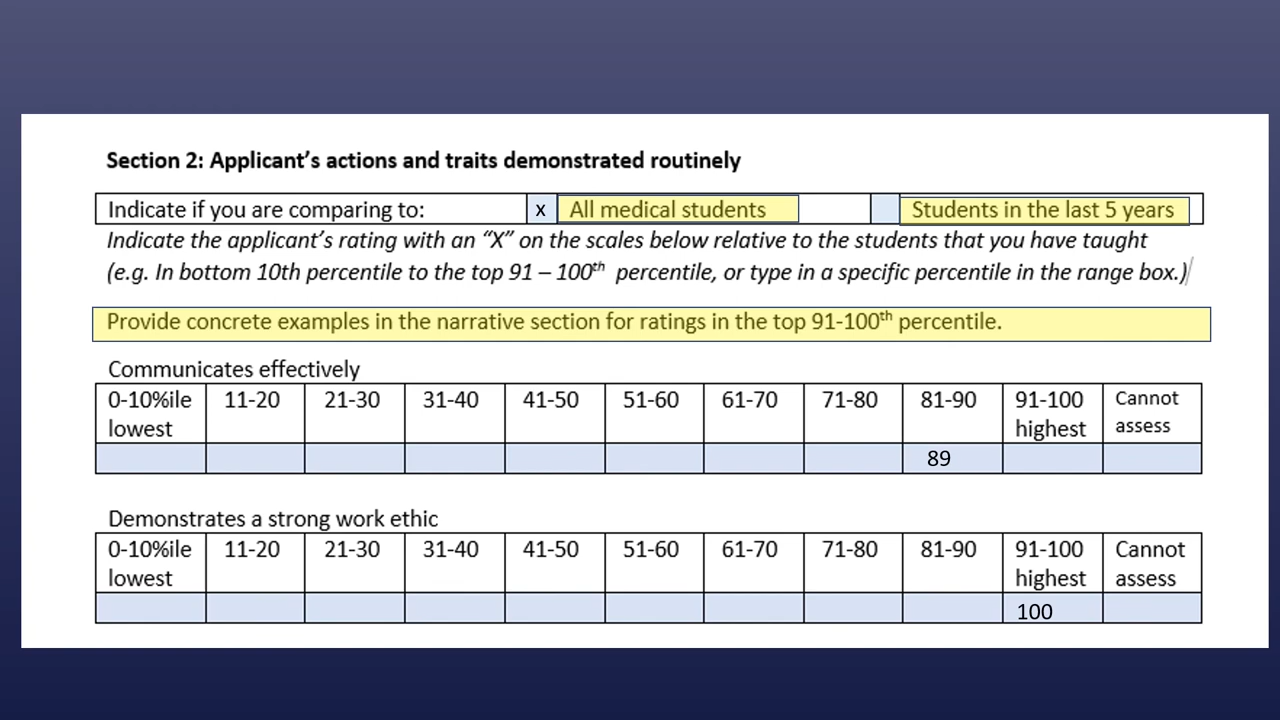 Section 2: Applicant's actions and traits demonstrated routinely
Indicate if you are comparing to: x All medical students Students in the last 5 years
Indicate the applicant's rating with an “X” on the scales below relative to the students that you have taught
(e.g. In bottom 10th percentile to the top 91 – 100th percentile, or type in a specific percentile in the range box.)
Provide concrete examples in the narrative section for ratings in the top 91-100th percentile.
Communicates effectively
0-10%ile 11-20 21-30 31-40 41-50 51-60 61-70 71-80 81-90 91-100 Cannot
lowest highest assess
89
Demonstrates a strong work ethic
0-10%ile 11-20 21-30 31-40 41-50 51-60 61-70 71-80 81-90 91-100 Cannot
lowest highest assess
100